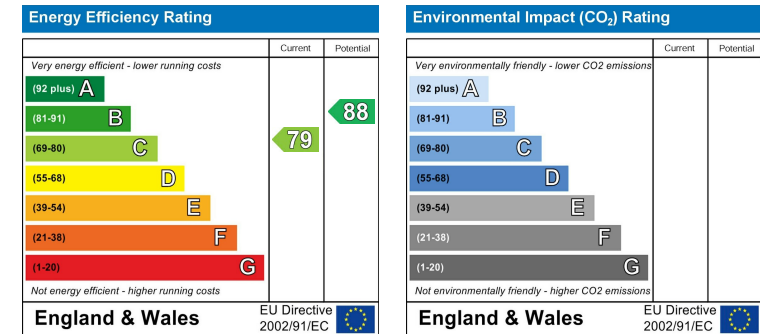 Energy Efficiency Rating
Current Potential
Very energy efficient - lower running costs
(92 plus) A
(81-91) B
(69-80) C
(55-68) D
(39-54) E
(21-38) F
(1-20) G
79
88
Not energy efficient - higher running costs
England & Wales
EU Directive
2002/91/EC
Environmental Impact (CO₂) Rating
Current Potential
Very environmentally friendly - lower CO2 emissions
(92 plus) A
(81-91) B
(69-80) C
(55-68) D
(39-54) E
(21-38) F
(1-20) G
Not environmentally friendly - higher CO2 emissions
England & Wales
EU Directive
2002/91/EC